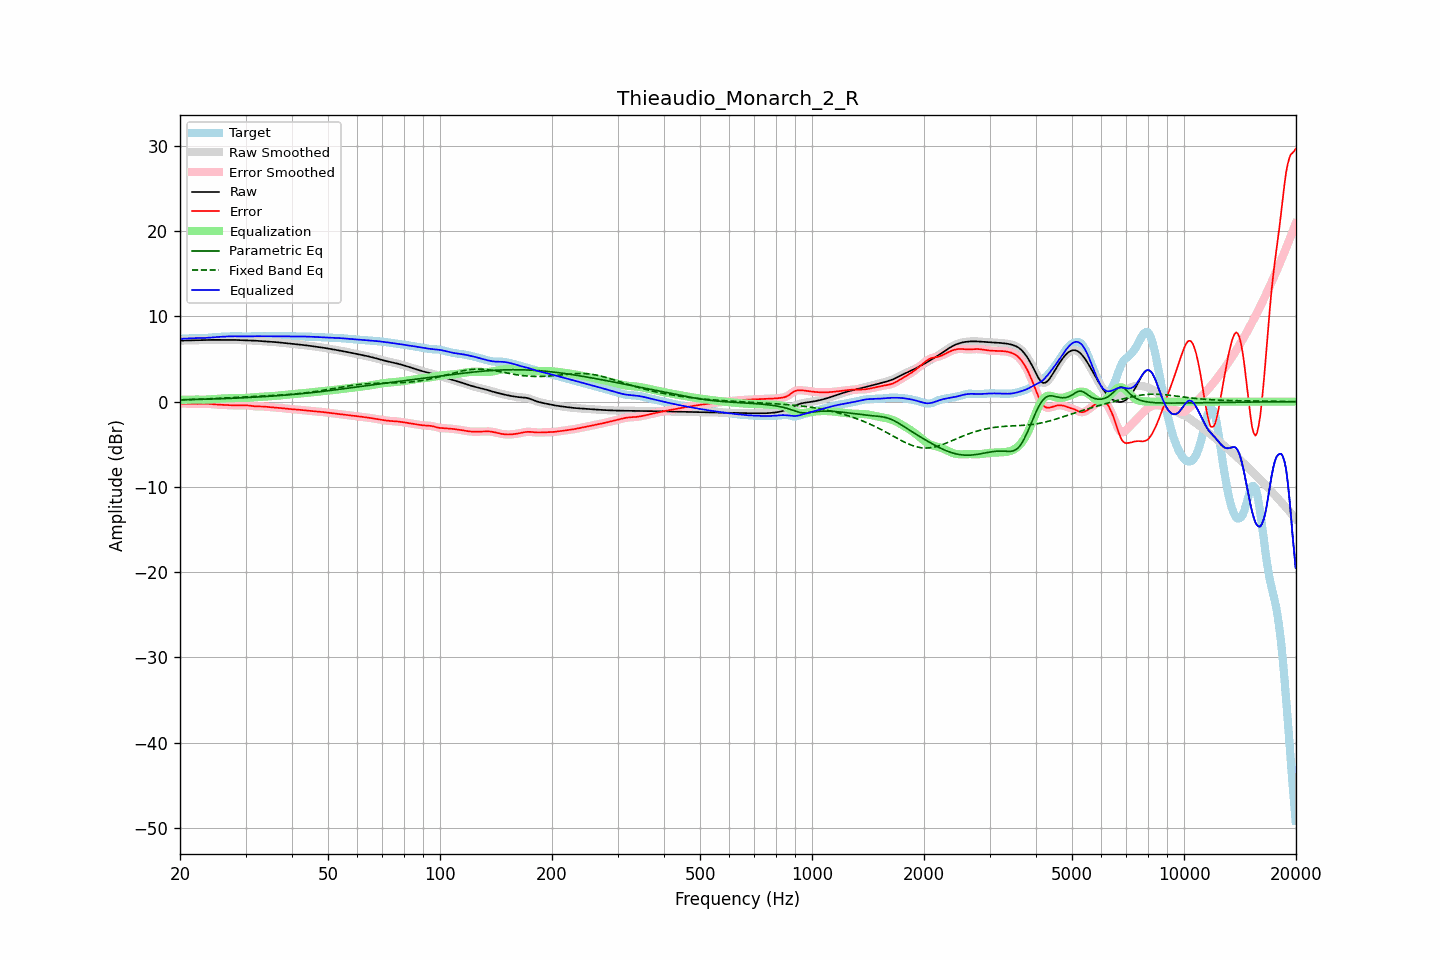 Thieaudio_Monarch_2_R
Target
Raw Smoothed
Error Smoothed
Raw
Error
Equalization
Parametric Eq
Fixed Band Eq
Equalized
30
20
10
0
−10
−20
−30
−40
−50
Amplitude (dBr)
20 50 100 200 500 1000 2000 5000 10000 20000
Frequency (Hz)